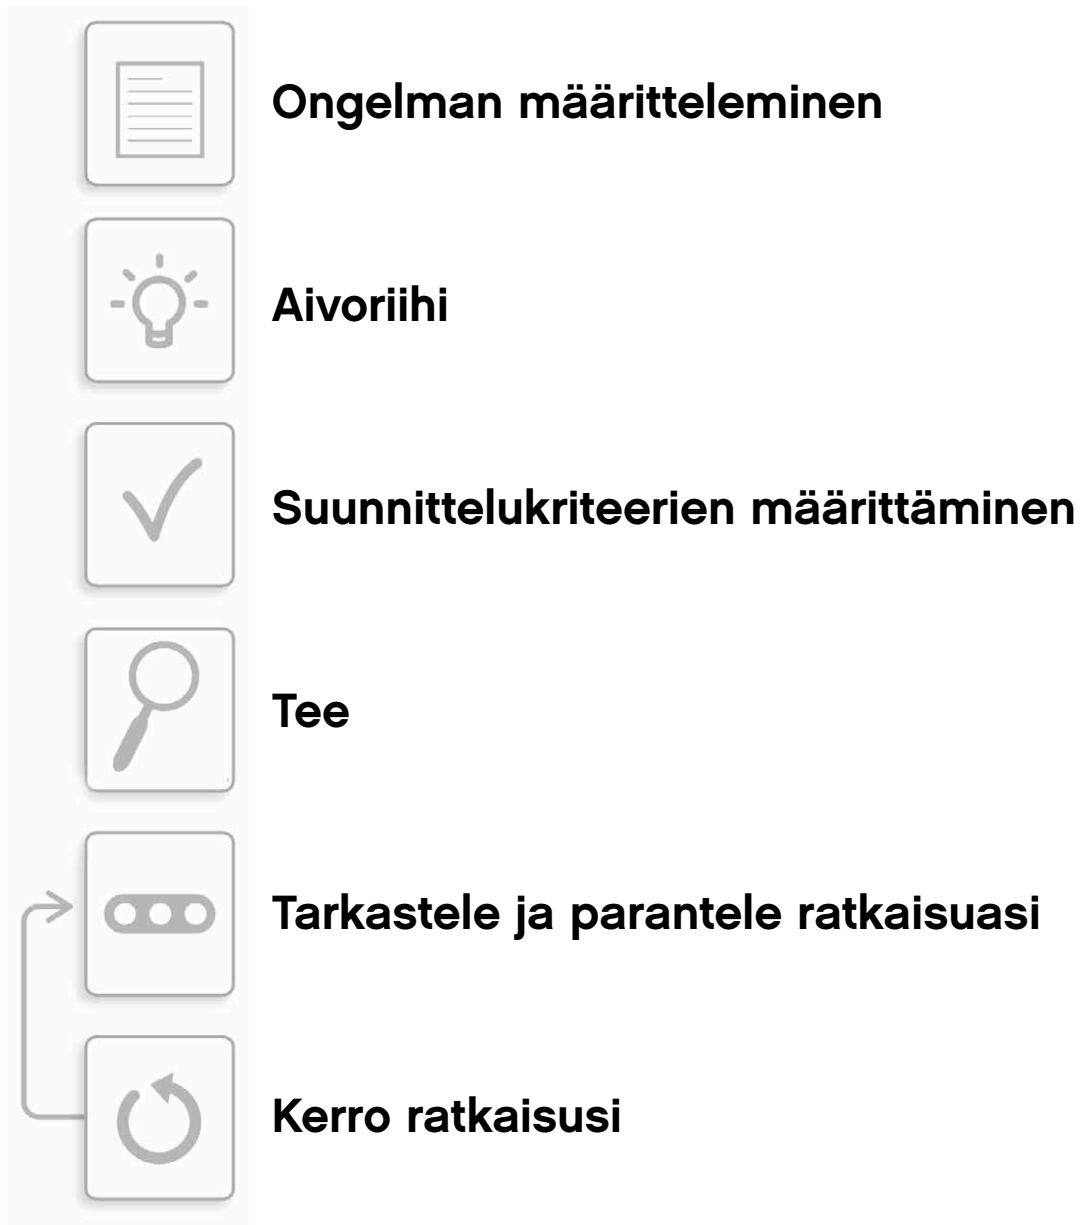 Ongelman määritteleminen
Aivoriihi
Suunnittelukriteerien määrittäminen
Tee
Tarkastele ja parantele ratkaisuasi
Kerro ratkaisusi